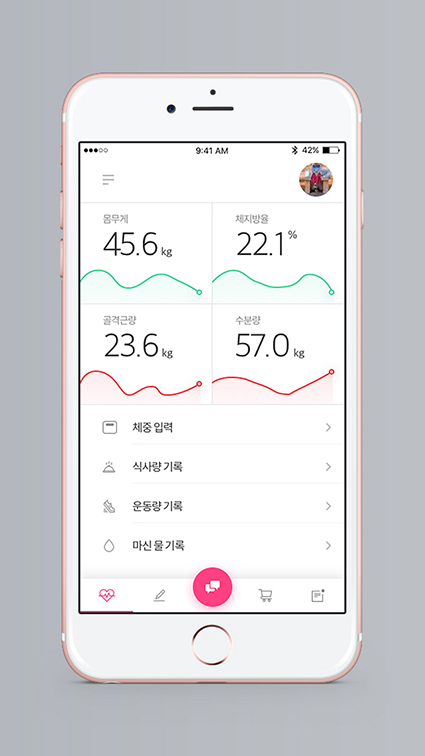 9:41 AM 42%
몸무게 체지방율
45.6 kg 22.1%
골격근량 수분량
23.6 kg 57.0 kg
체중 입력
식사량 기록
운동량 기록
마신 물 기록